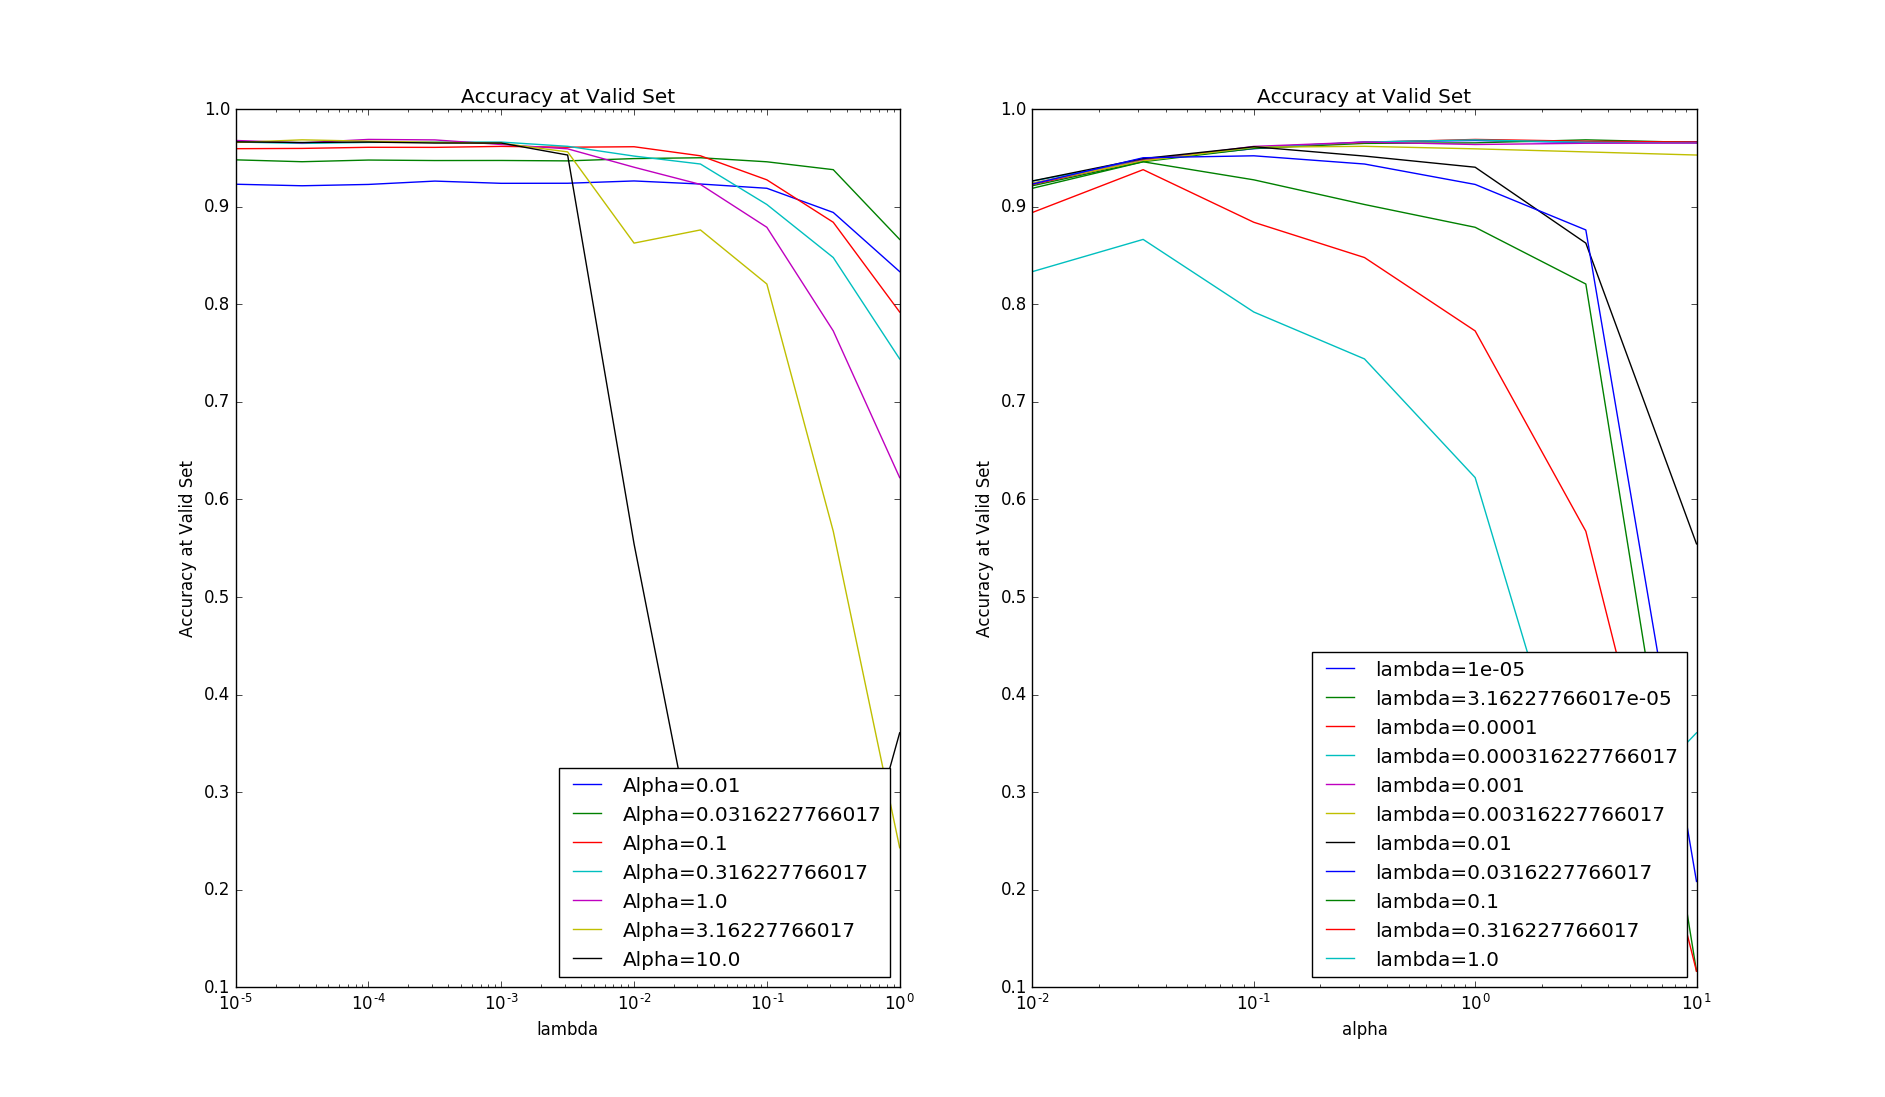 Accuracy at Valid Set
1.0
0.9
0.8
0.7
0.6
0.5
0.4
0.3
0.2
0.1
Accuracy at Valid Set
10^-5
10^-4
10^-3
10^-2
10^-1
10^0
lambda
Alpha=0.01
Alpha=0.0316227766017
Alpha=0.1
Alpha=0.316227766017
Alpha=1.0
Alpha=3.16227766017
Alpha=10.0
Accuracy at Valid Set
1.0
0.9
0.8
0.7
0.6
0.5
0.4
0.3
0.2
0.1
Accuracy at Valid Set
10^-2
10^-1
10^0
10^1
alpha
lambda=1e-05
lambda=3.16227766017e-05
lambda=0.0001
lambda=0.000316227766017
lambda=0.001
lambda=0.00316227766017
lambda=0.01
lambda=0.0316227766017
lambda=0.1
lambda=0.316227766017
lambda=1.0